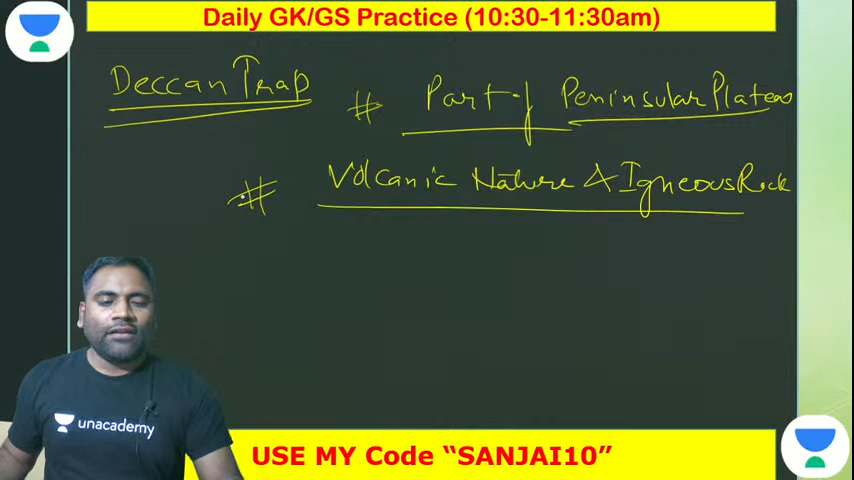 Daily GK/GS Practice (10:30-11:30am)
Deccan Trap # Part of Peninsular Plateau
# Volcanic Nature & Igneous Rock
unacademy
USE MY Code “SANJAI10”